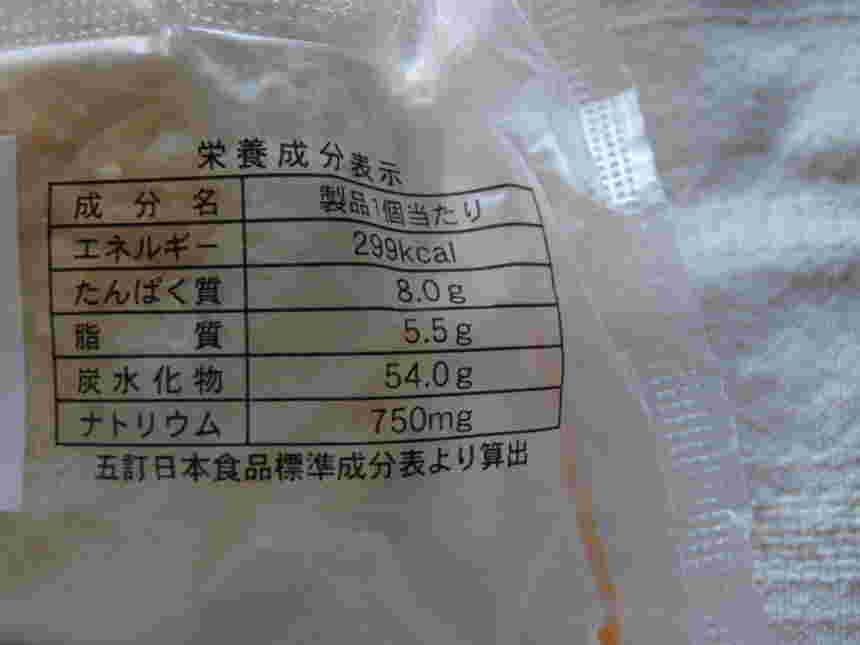 栄養成分表示
成分名 製品1個当たり
エネルギー 299kcal
たんぱく質 8.0g
脂質 5.5g
炭水化物 54.0g
ナトリウム 750mg
五訂日本食品標準成分表より算出